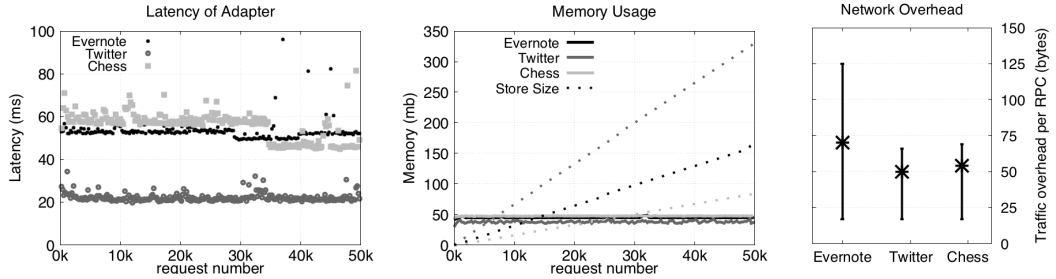 Latency of Adapter
Latency (ms)
100
80
60
40
20
0
Evernote
Twitter
Chess
0k 10k 20k 30k 40k 50k
request number
Memory Usage
Memory (mb)
350
300
250
200
150
100
50
0
Evernote
Twitter
Chess
Store Size
0k 10k 20k 30k 40k 50k
request number
Network Overhead
150
125
100
75
50
25
0
Traffic overhead per RPC (bytes)
Evernote Twitter Chess